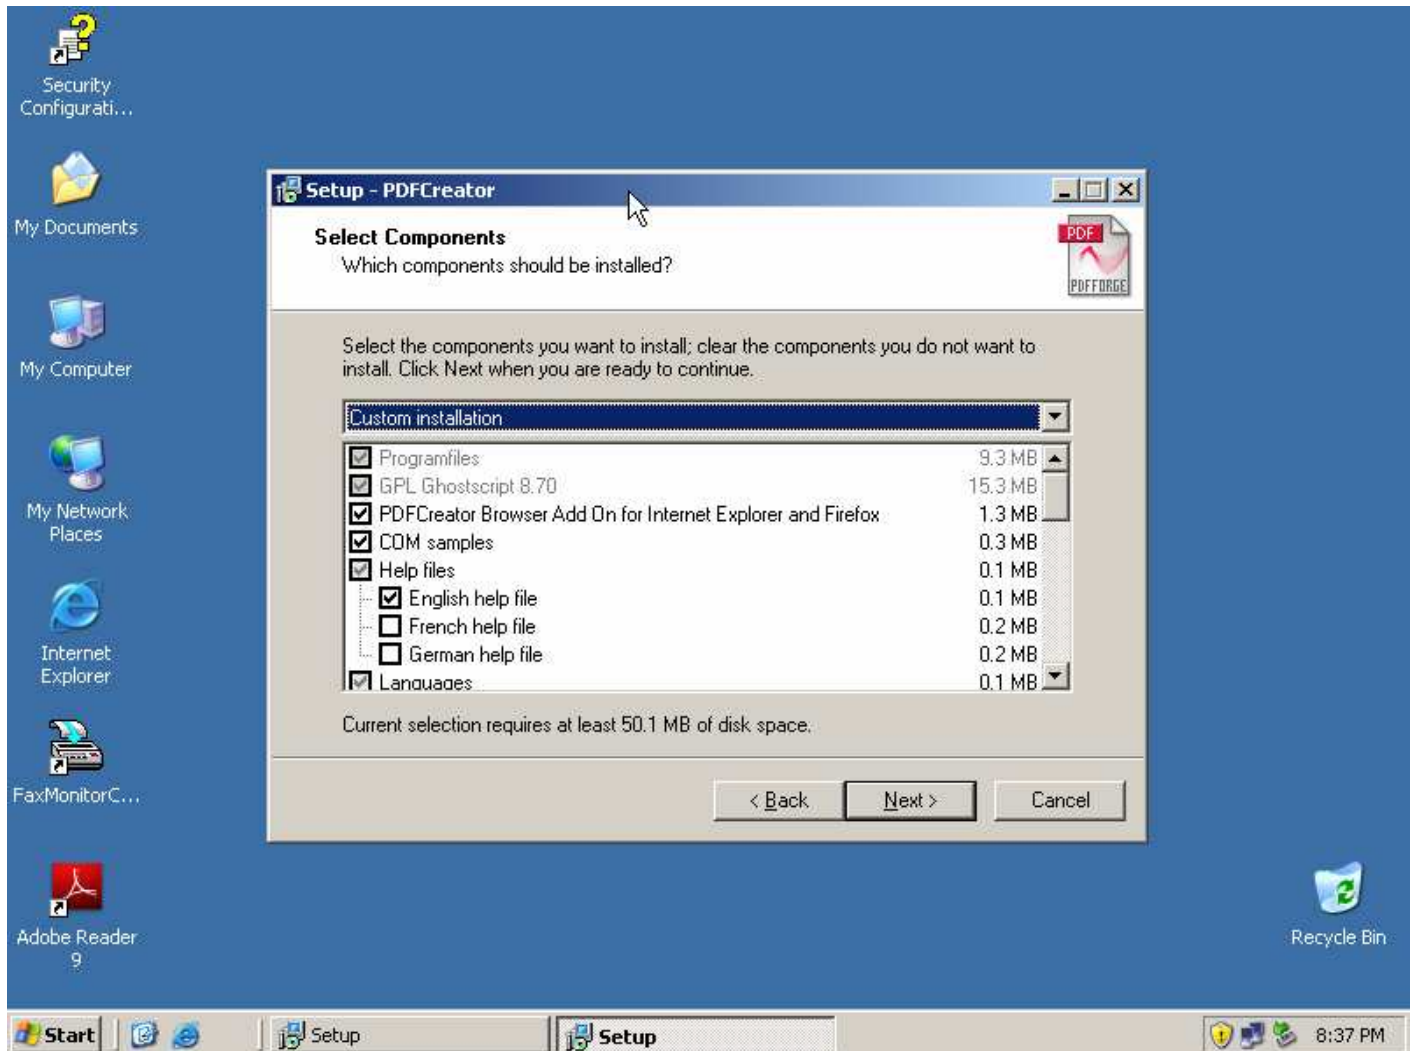 Security
Configurati...
My Documents
My Computer
My Network
Places
Internet
Explorer
FaxMonitorC...
Adobe Reader
9
Setup - PDFCreator
Select Components
Which components should be installed?
PDF
PDFFORGE
Select the components you want to install; clear the components you do not want to
install. Click Next when you are ready to continue.
Custom installation
Programfiles 9.3 MB
GPL Ghostscript 8.70 15.3 MB
PDFCreator Browser Add On for Internet Explorer and Firefox 1.3 MB
COM samples 0.3 MB
Help files 0.1 MB
English help file 0.1 MB
French help file 0.2 MB
German help file 0.2 MB
Languages 0.1 MB
Current selection requires at least 50.1 MB of disk space.
< Back Next > Cancel
Recycle Bin
Start Setup Setup 8:37 PM